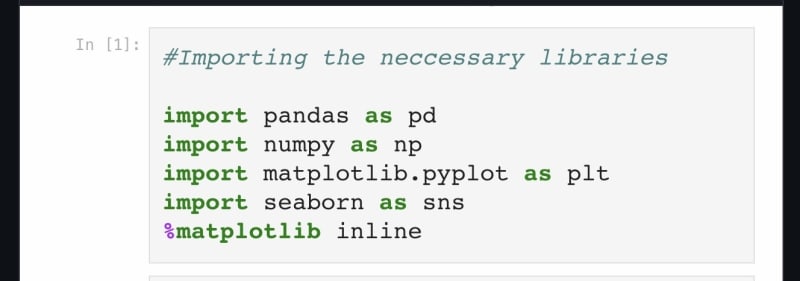 In [1]:
#Importing the neccessary libraries
import pandas as pd
import numpy as np
import matplotlib.pyplot as plt
import seaborn as sns
%matplotlib inline